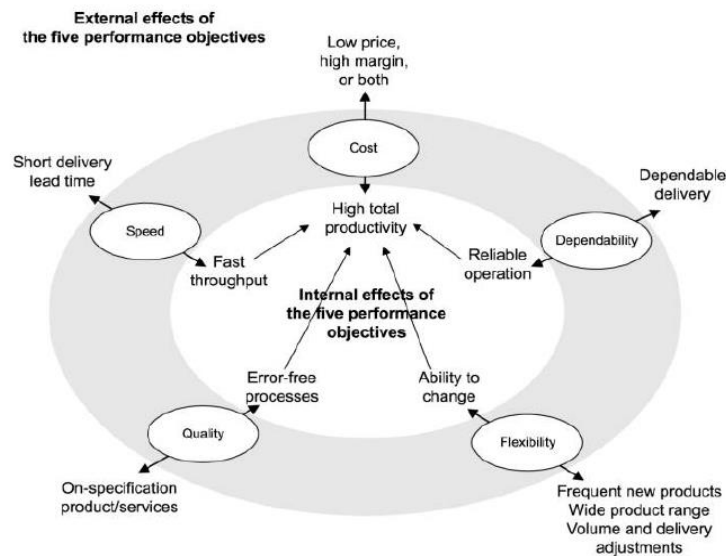 External effects of
the five performance objectives
Low price,
high margin,
or both
Cost
Short delivery
lead time
Speed
Dependable
delivery
Dependability
High total
productivity
Fast
throughput
Reliable
operation
Internal effects of
the five performance
objectives
Error-free
processes
Ability to
change
Quality
Flexibility
On-specification
product/services
Frequent new products
Wide product range
Volume and delivery
adjustments